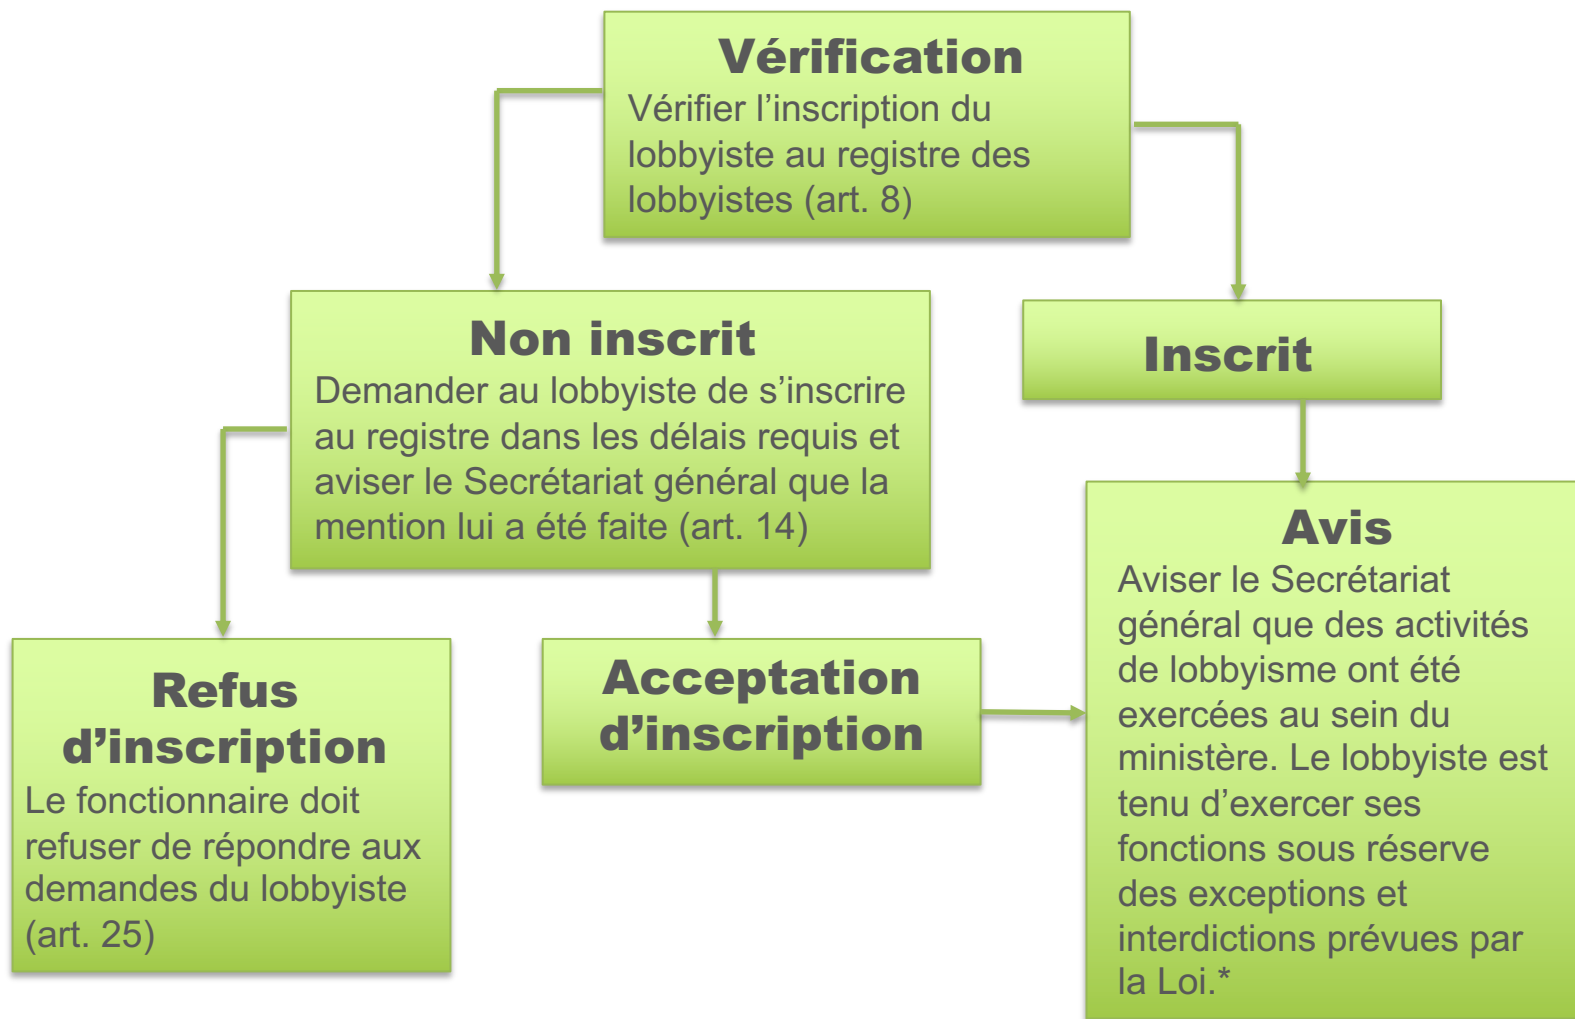 Vérification
Vérifier l’inscription du
lobbyiste au registre des
lobbyistes (art. 8)
Non inscrit
Demander au lobbyiste de s’inscrire
au registre dans les délais requis et
aviser le Secrétariat général que la
mention lui a été faite (art. 14)
Inscrit
Refus
d’inscription
Le fonctionnaire doit
refuser de répondre aux
demandes du lobbyiste
(art. 25)
Acceptation
d’inscription
Avis
Aviser le Secrétariat
général que des activités
de lobbyisme ont été
exercées au sein du
ministère. Le lobbyiste est
tenu d’exercer ses
fonctions sous réserve
des exceptions et
interdictions prévues par
la Loi.*